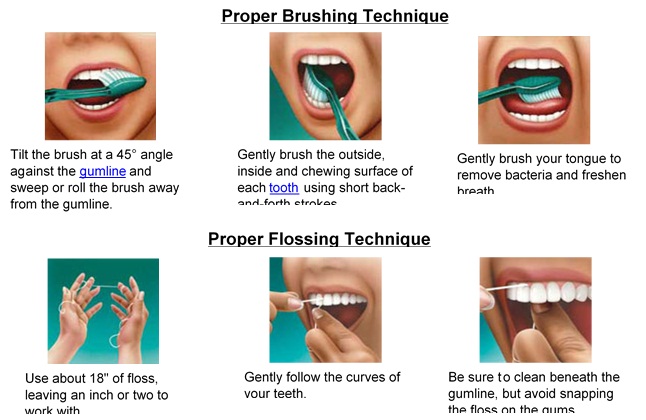 Proper Brushing Technique
Tilt the brush at a 45° angle
against the gumline and
sweep or roll the brush away
from the gumline.
Gently brush the outside,
inside and chewing surface of
each tooth using short back-
and-forth strokes.
Gently brush your tongue to
remove bacteria and freshen
breath
Proper Flossing Technique
Use about 18" of floss,
leaving an inch or two to
work with.
Gently follow the curves of
your teeth.
Be sure to clean beneath the
gumline, but avoid snapping
the floss on the gums.